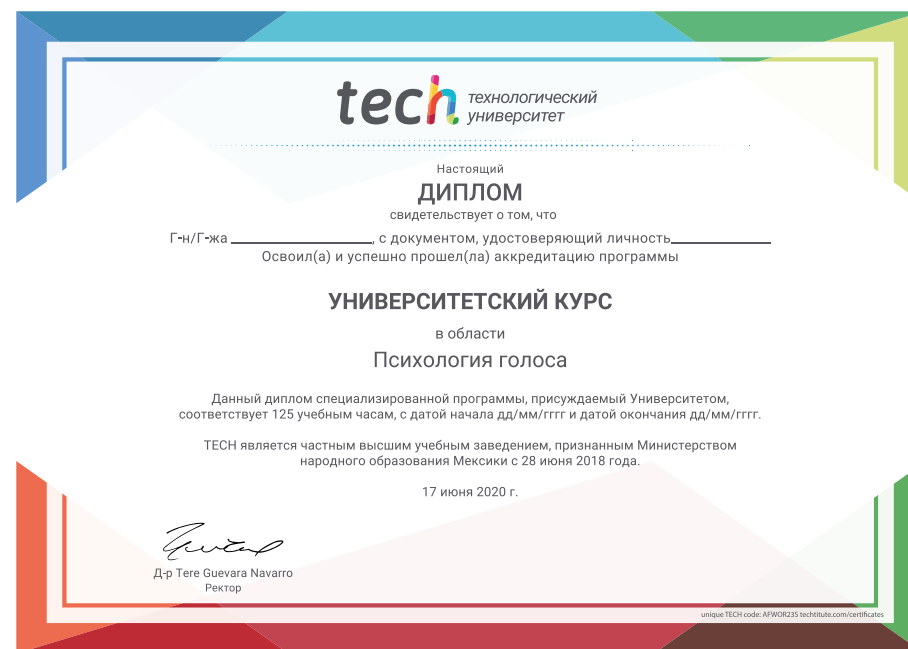 tech технологический
университет
Настоящий
ДИПЛОМ
свидетельствует о том, что
Г-н/Г-жа ____________________, с документом, удостоверяющий личность______________
Освоил(а) и успешно прошел(ла) аккредитацию программы
УНИВЕРСИТЕТСКИЙ КУРС
в области
Психология голоса
Данный диплом специализированной программы, присуждаемый Университетом,
соответствует 125 учебным часам, с датой начала дд/мм/гггг и датой окончания дд/мм/гггг.
TECH является частным высшим учебным заведением, признанным Министерством
народного образования Мексики с 28 июня 2018 года.
17 июня 2020 г.
Д-р Tere Guevara Navarro
Ректор
unique TECH code: AFWOR23S techtitute.com/certificates